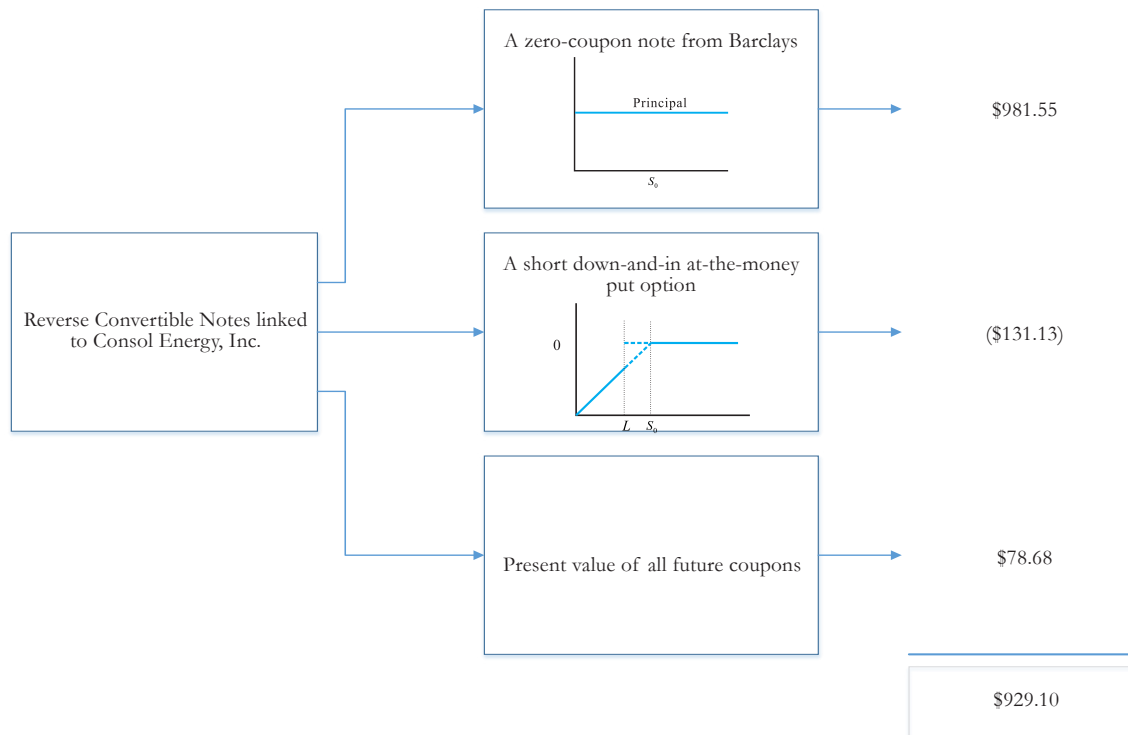 A zero-coupon note from Barclays
Principal
S₀
$981.55
Reverse Convertible Notes linked
to Consol Energy, Inc.
A short down-and-in at-the-money
put option
0
L S₀
($131.13)
Present value of all future coupons
$78.68
$929.10